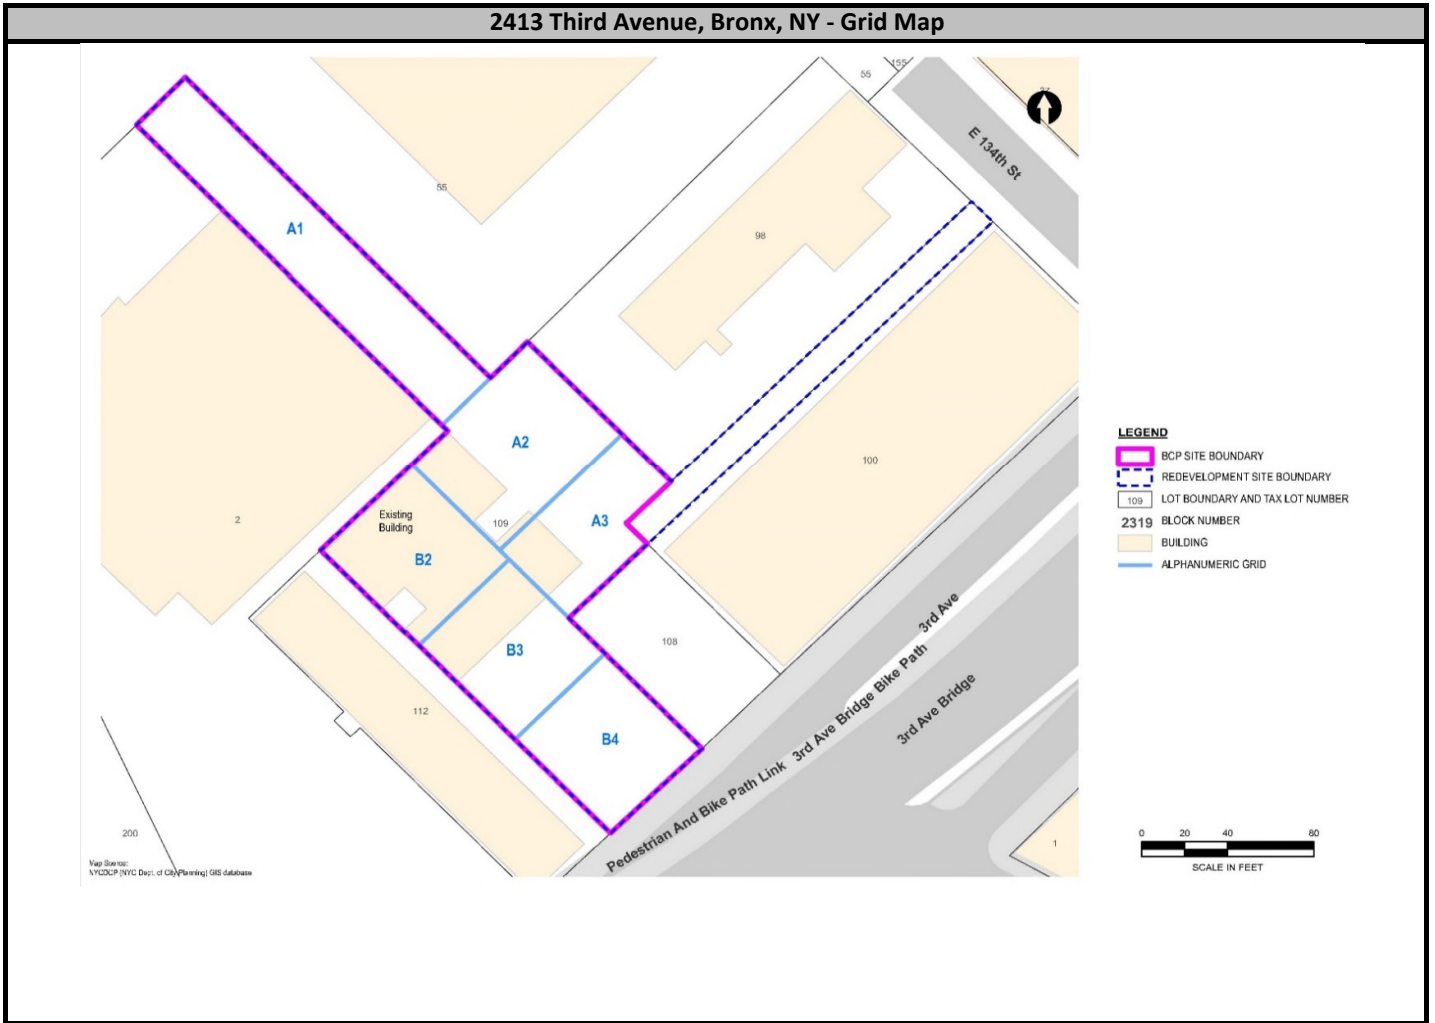 2413 Third Avenue, Bronx, NY - Grid Map
55
155
E 134th St
55
A1
98
A2
100
Existing
Building
109
A3
2
B2
3rd Ave
108
B3
3rd Ave Bridge Bike Path
3rd Ave Bridge
112
B4
Pedestrian And Bike Path Link
200
1
Map Source:
NYCDCP (NYC Dept. of City Planning) GIS database
LEGEND
BCP SITE BOUNDARY
REDEVELOPMENT SITE BOUNDARY
109 LOT BOUNDARY AND TAX LOT NUMBER
2319 BLOCK NUMBER
BUILDING
ALPHANUMERIC GRID
0 20 40 80
SCALE IN FEET